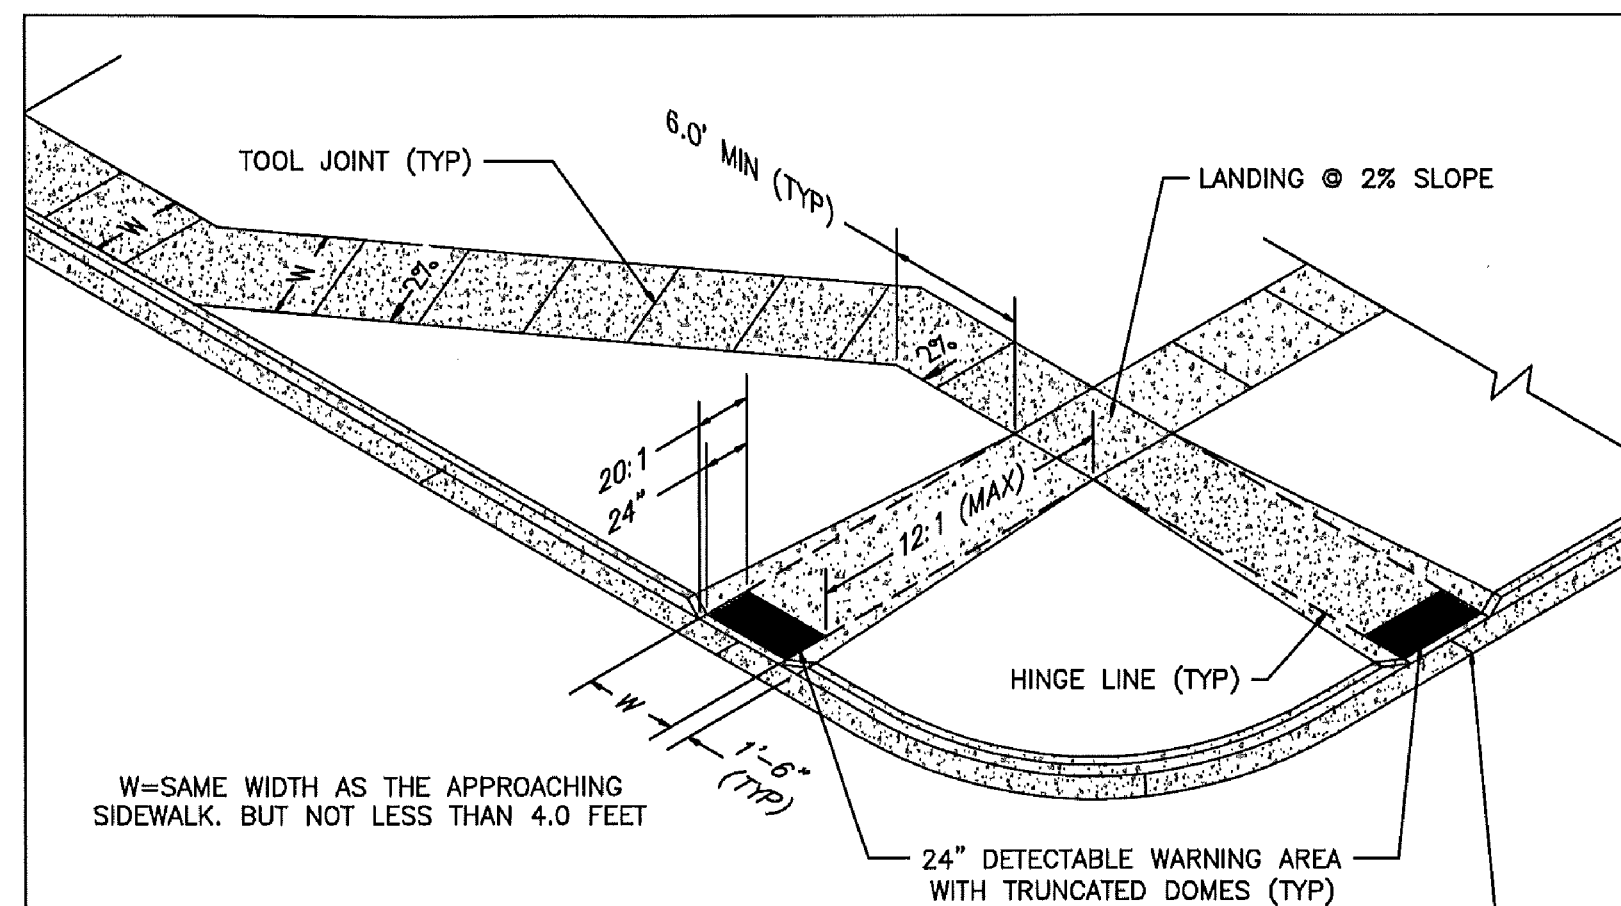 6.0' MIN (TYP)
TOOL JOINT (TYP)
LANDING @ 2% SLOPE
W
W
2%
2%
20:1
24"
12:1 (MAX)
HINGE LINE (TYP)
W
1'-6"
(TYP)
W=SAME WIDTH AS THE APPROACHING
SIDEWALK. BUT NOT LESS THAN 4.0 FEET
24" DETECTABLE WARNING AREA
WITH TRUNCATED DOMES (TYP)